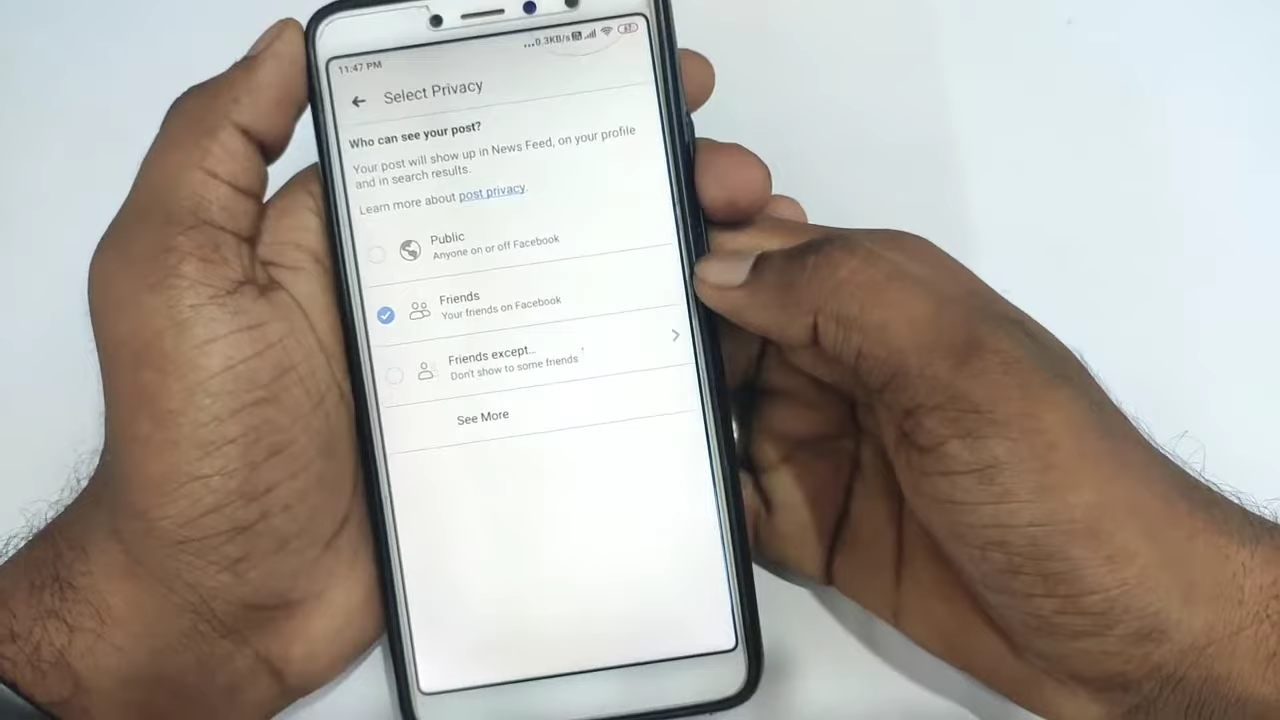 ...0.3KB/s 67
11:47 PM
Select Privacy
Who can see your post?
Your post will show up in News Feed, on your profile
and in search results.
Learn more about post privacy.
Public
Anyone on or off Facebook
Friends
Your friends on Facebook
Friends except...
Don't show to some friends
See More